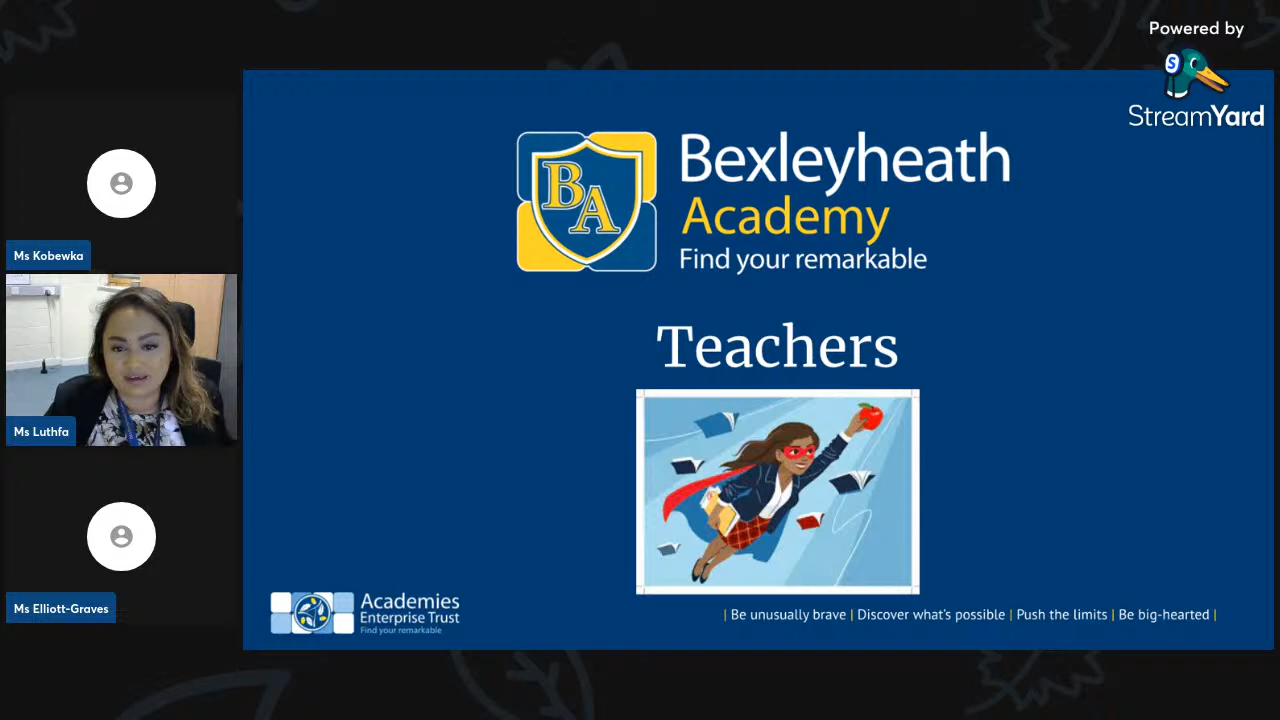 Powered by
StreamYard
Ms Kobewka
Ms Luthfa
Ms Elliott-Graves
BA
Bexleyheath
Academy
Find your remarkable
Teachers
Academies
Enterprise Trust
Find your remarkable
| Be unusually brave | Discover what's possible | Push the limits | Be big-hearted |